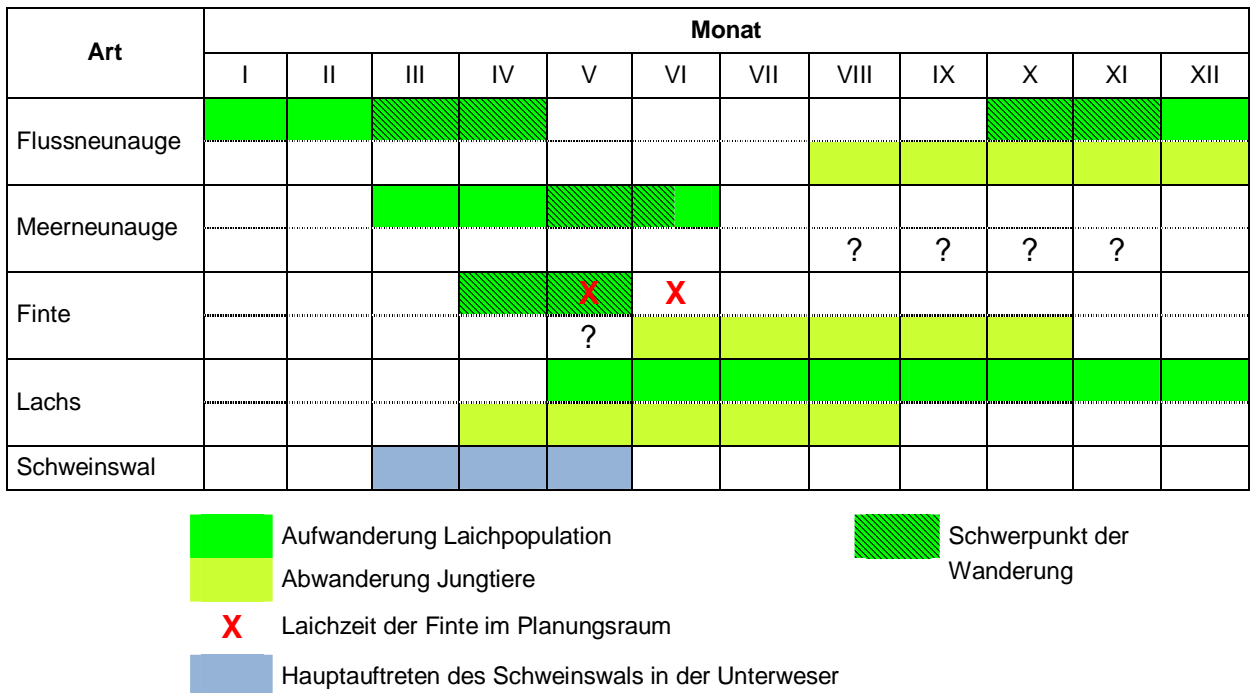 Art Monat
I II III IV V VI VII VIII IX X XI XII
Flussneunauge
Meerneunauge
? ? ? ?
Finte
X X
?
Lachs
Schweinswal
Aufwanderung Laichpopulation
Schwerpunkt der
Wanderung
Abwanderung Jungtiere
X Laichzeit der Finte im Planungsraum
Hauptauftreten des Schweinswals in der Unterweser